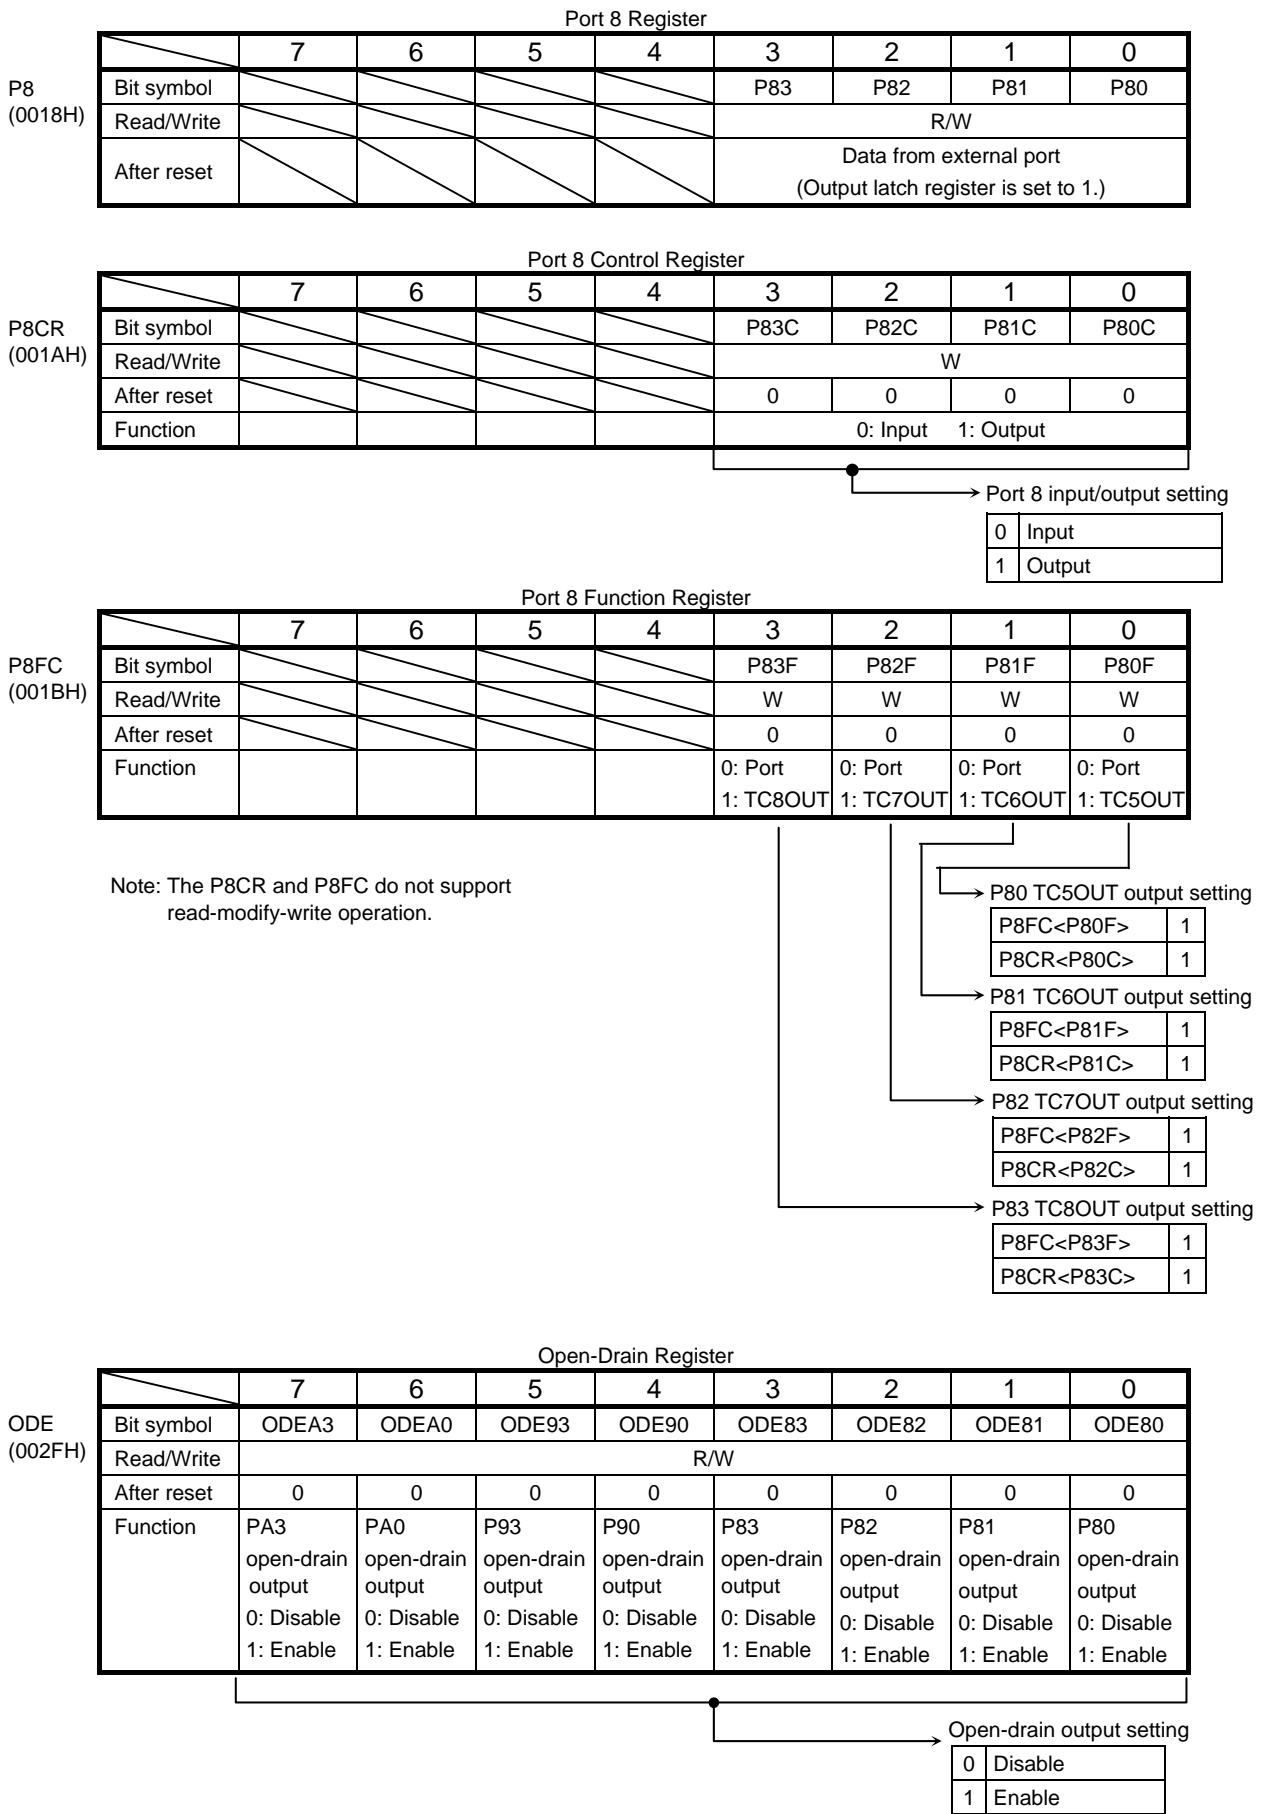 Port 8 Register
7 6 5 4 3 2 1 0
P8 (0018H)
Bit symbol P83 P82 P81 P80
Read/Write R/W
After reset Data from external port
(Output latch register is set to 1.)
Port 8 Control Register
7 6 5 4 3 2 1 0
P8CR (001AH)
Bit symbol P83C P82C P81C P80C
Read/Write W
After reset 0 0 0 0
Function 0: Input 1: Output
Port 8 input/output setting
0 Input
1 Output
Port 8 Function Register
7 6 5 4 3 2 1 0
P8FC (001BH)
Bit symbol P83F P82F P81F P80F
Read/Write W W W W
After reset 0 0 0 0
Function 0: Port 0: Port 0: Port 0: Port
1: TC8OUT 1: TC7OUT 1: TC6OUT 1: TC5OUT
Note: The P8CR and P8FC do not support
read-modify-write operation.
P80 TC5OUT output setting
P8FC<P80F> 1
P8CR<P80C> 1
P81 TC6OUT output setting
P8FC<P81F> 1
P8CR<P81C> 1
P82 TC7OUT output setting
P8FC<P82F> 1
P8CR<P82C> 1
P83 TC8OUT output setting
P8FC<P83F> 1
P8CR<P83C> 1
Open-Drain Register
7 6 5 4 3 2 1 0
ODE (002FH)
Bit symbol ODEA3 ODEA0 ODE93 ODE90 ODE83 ODE82 ODE81 ODE80
Read/Write R/W
After reset 0 0 0 0 0 0 0 0
Function PA3 PA0 P93 P90 P83 P82 P81 P80
open-drain open-drain open-drain open-drain open-drain open-drain open-drain open-drain
output output output output output output output output
0: Disable 0: Disable 0: Disable 0: Disable 0: Disable 0: Disable 0: Disable 0: Disable
1: Enable 1: Enable 1: Enable 1: Enable 1: Enable 1: Enable 1: Enable 1: Enable
Open-drain output setting
0 Disable
1 Enable